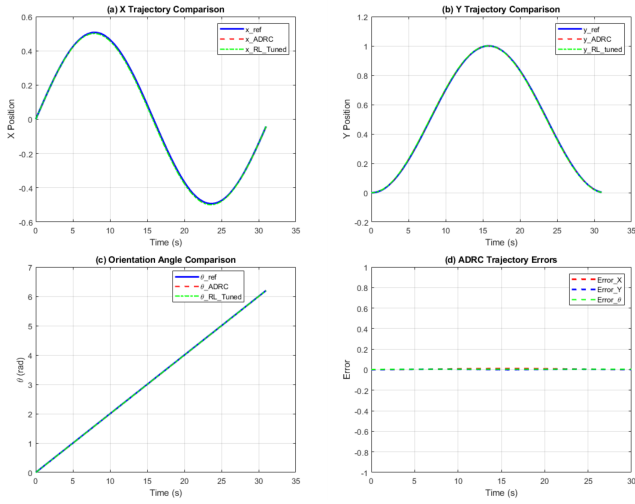 (a) X Trajectory Comparison
x_ref
x_ADRC
x_RL_Tuned
X Position
0.6
0.4
0.2
0
-0.2
-0.4
-0.6
0 5 10 15 20 25 30 35
Time (s)
(b) Y Trajectory Comparison
y_ref
y_ADRC
y_RL_tuned
Y Position
1.2
1
0.8
0.6
0.4
0.2
0
-0.2
0 5 10 15 20 25 30 35
Time (s)
(c) Orientation Angle Comparison
θ_ref
θ_ADRC
θ_RL_Tuned
θ (rad)
7
6
5
4
3
2
1
0
0 5 10 15 20 25 30 35
Time (s)
(d) ADRC Trajectory Errors
Error_X
Error_Y
Error_θ
Error
1
0.8
0.6
0.4
0.2
0
-0.2
-0.4
-0.6
-0.8
-1
0 5 10 15 20 25 30
Time (s)